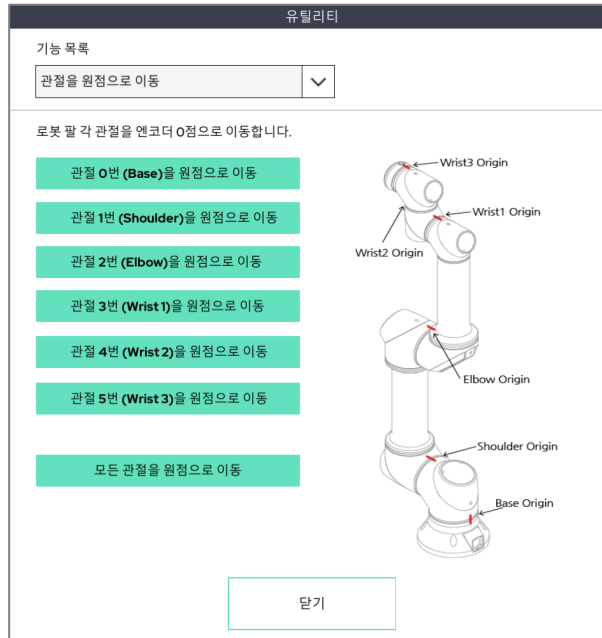 유틸리티
기능 목록
관절을 원점으로 이동
로봇 팔 각 관절을 엔코더 0점으로 이동합니다.
관절 0번 (Base)을 원점으로 이동
관절 1번 (Shoulder)을 원점으로 이동
관절 2번 (Elbow)을 원점으로 이동
관절 3번 (Wrist 1)을 원점으로 이동
관절 4번 (Wrist 2)을 원점으로 이동
관절 5번 (Wrist 3)을 원점으로 이동
모든 관절을 원점으로 이동
Wrist3 Origin
Wrist1 Origin
Wrist2 Origin
Elbow Origin
Shoulder Origin
Base Origin
닫기